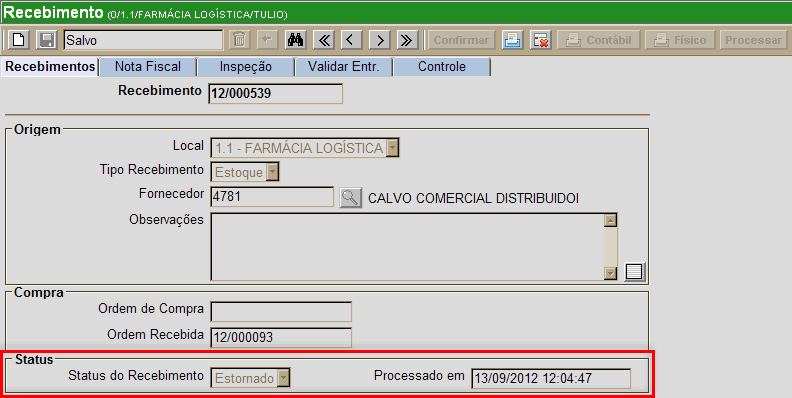 Recebimento (0/1.1/FARMÁCIA LOGÍSTICA/TULIO)
Salvo Confirmar Contábil Físico Processar
Recebimentos Nota Fiscal Inspeção Validar Entr. Controle
Recebimento 12/000539
Origem
Local 1.1 - FARMÁCIA LOGÍSTICA
Tipo Recebimento Estoque
Fornecedor 4781 CALVO COMERCIAL DISTRIBUIDOI
Observações
Compra
Ordem de Compra
Ordem Recebida 12/000093
Status
Status do Recebimento Estornado Processado em 13/09/2012 12:04:47